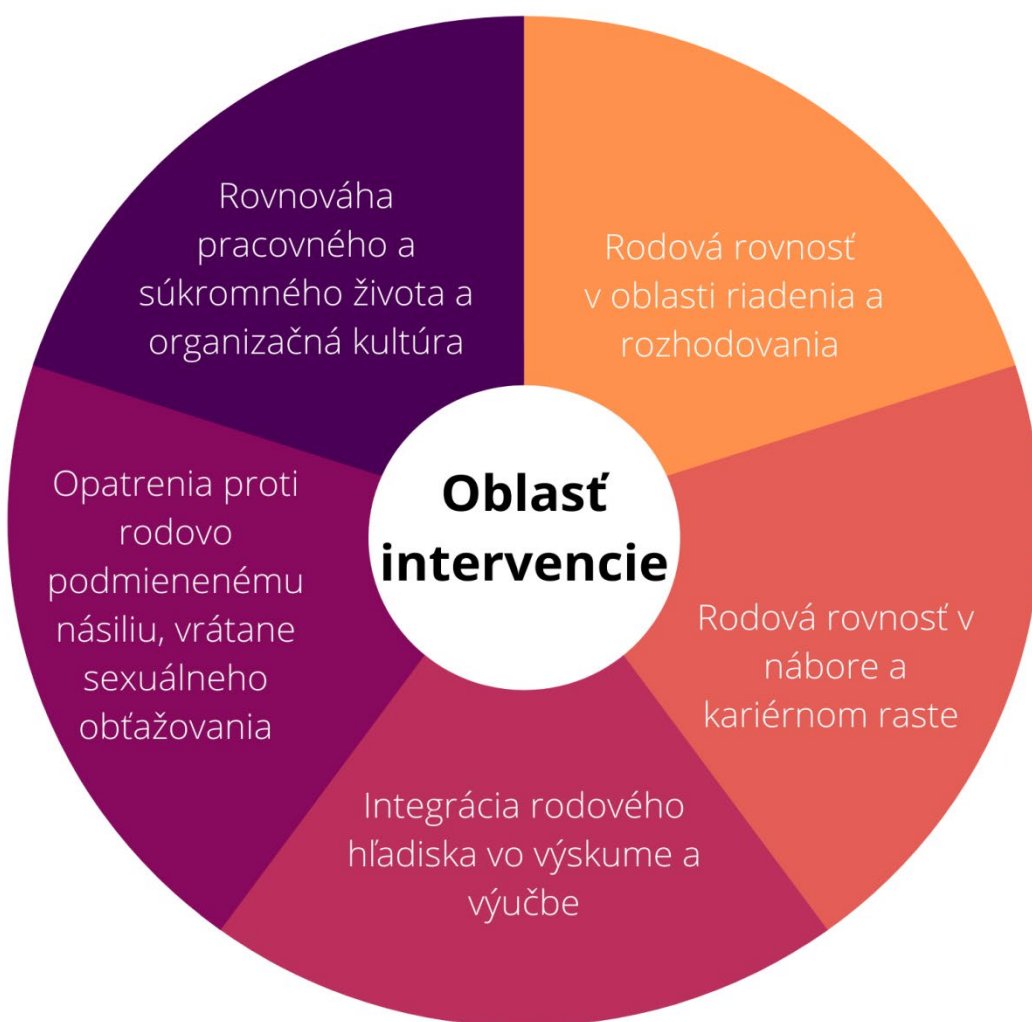 Oblasť
intervencie
Rodová rovnosť
v oblasti riadenia a
rozhodovania
Rodová rovnosť v
nábore a
kariérnom raste
Integrácia rodového
hľadiska vo výskume a
výučbe
Opatrenia proti
rodovo
podmienenému
násiliu, vrátane
sexuálneho
obťažovania
Rovnováha
pracovného a
súkromného života a
organizačná kultúra